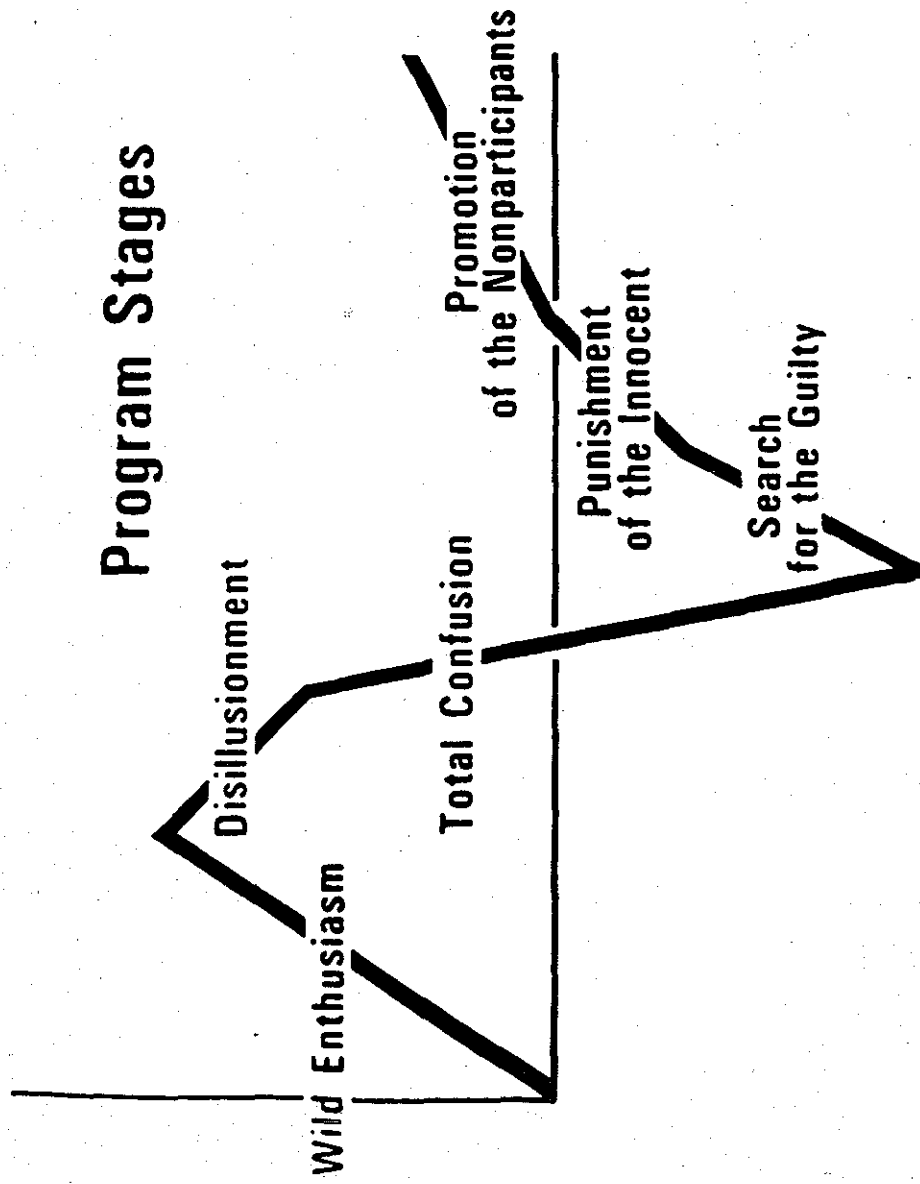 Program Stages
Wild Enthusiasm
Disillusionment
Total Confusion
Search
for the Guilty
Punishment
of the Innocent
Promotion
of the Nonparticipants